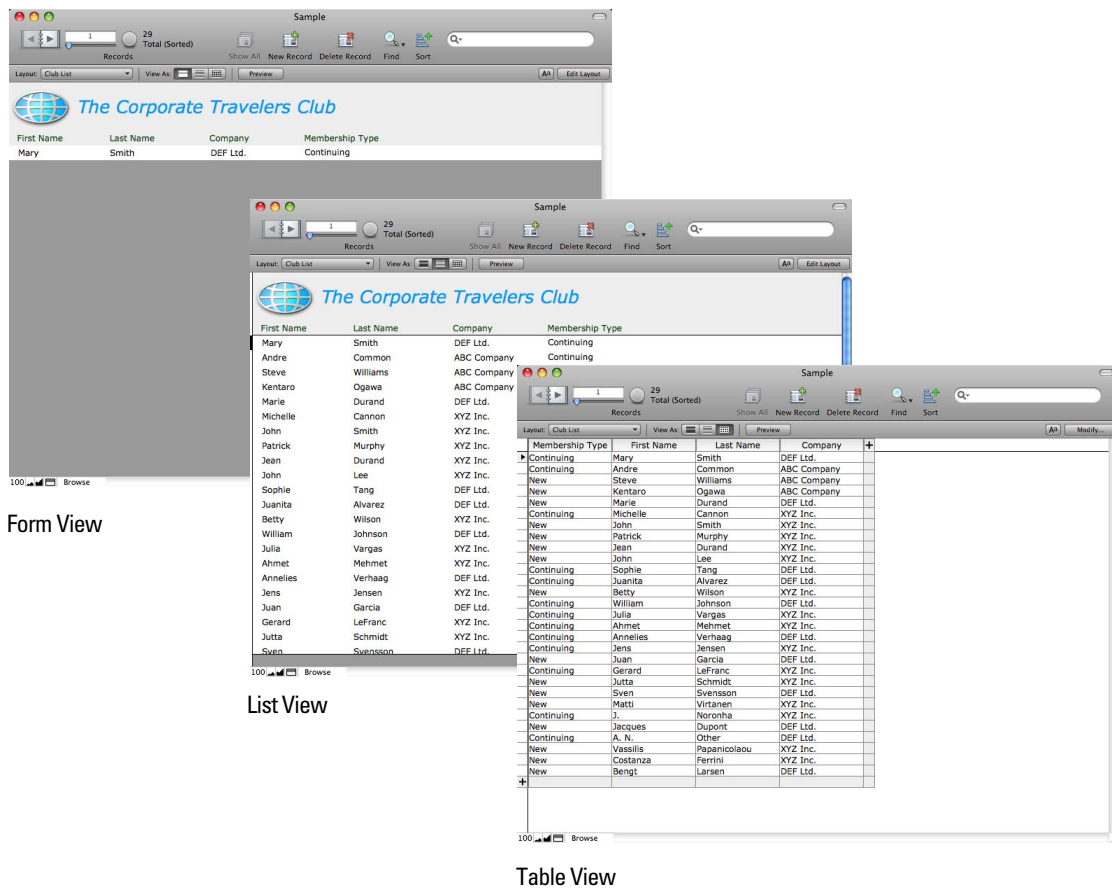 Sample
1
29
Total (Sorted)
Records
Show All New Record Delete Record Find Sort
Layout: Club List View As: Preview Aa Edit Layout
The Corporate Travelers Club
First Name Last Name Company Membership Type
Mary Smith DEF Ltd. Continuing
100 Browse
Form View
Sample
1
29
Total (Sorted)
Records
Show All New Record Delete Record Find Sort
Layout: Club List View As: Preview Aa Edit Layout
The Corporate Travelers Club
First Name Last Name Company Membership Type
Mary Smith DEF Ltd. Continuing
Andre Common ABC Company Continuing
Steve Williams ABC Company
Kentaro Ogawa ABC Company
Marie Durand DEF Ltd.
Michelle Cannon XYZ Inc.
John Smith XYZ Inc.
Patrick Murphy XYZ Inc.
Jean Durand XYZ Inc.
John Lee XYZ Inc.
Sophie Tang DEF Ltd.
Juanita Alvarez DEF Ltd.
Betty Wilson XYZ Inc.
William Johnson DEF Ltd.
Julia Vargas XYZ Inc.
Ahmet Mehmet XYZ Inc.
Annelies Verhaag DEF Ltd.
Jens Jensen XYZ Inc.
Juan Garcia DEF Ltd.
Gerard LeFranc XYZ Inc.
Jutta Schmidt XYZ Inc.
Sven Svensson DEF Ltd.
100 Browse
List View
Sample
1
29
Total (Sorted)
Records
Show All New Record Delete Record Find Sort
Layout: Club List View As: Preview Aa Modify...
Membership Type First Name Last Name Company +
Continuing Mary Smith DEF Ltd.
Continuing Andre Common ABC Company
New Steve Williams ABC Company
New Kentaro Ogawa ABC Company
New Marie Durand DEF Ltd.
Continuing Michelle Cannon XYZ Inc.
New John Smith XYZ Inc.
New Patrick Murphy XYZ Inc.
New Jean Durand XYZ Inc.
New John Lee XYZ Inc.
Continuing Sophie Tang DEF Ltd.
Continuing Juanita Alvarez DEF Ltd.
New Betty Wilson XYZ Inc.
Continuing William Johnson DEF Ltd.
Continuing Julia Vargas XYZ Inc.
Continuing Ahmet Mehmet XYZ Inc.
Continuing Annelies Verhaag DEF Ltd.
Continuing Jens Jensen XYZ Inc.
New Juan Garcia DEF Ltd.
Continuing Gerard LeFranc XYZ Inc.
New Jutta Schmidt XYZ Inc.
New Sven Svensson DEF Ltd.
New Matti Virtanen XYZ Inc.
Continuing J. Noronha XYZ Inc.
New Jacques Dupont DEF Ltd.
Continuing A. N. Other DEF Ltd.
New Vassilis Papanicolaou XYZ Inc.
New Costanza Ferrini XYZ Inc.
New Bengt Larsen DEF Ltd.
+
100 Browse
Table View